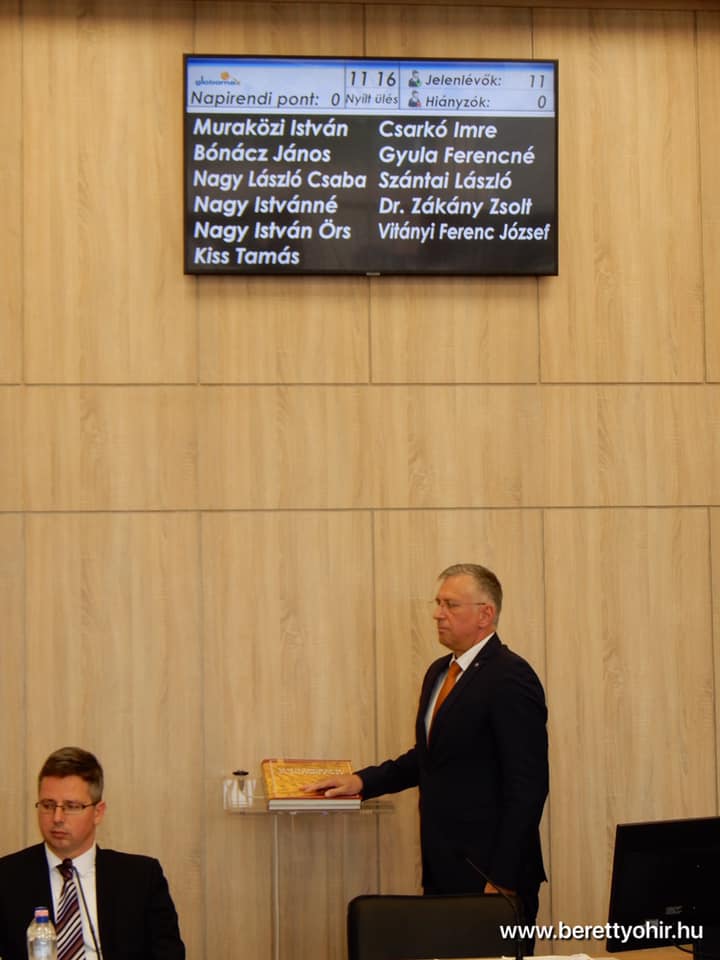 globomax
11 16
Jelenlévők: 11
Napirendi pont: 0
Nyílt ülés
Hiányzók: 0
Muraközi István
Csarkó Imre
Bónácz János
Gyula Ferencné
Nagy László Csaba
Szántai László
Nagy Istvánné
Dr. Zákány Zsolt
Nagy István Örs
Vitányi Ferenc József
Kiss Tamás
www.berettyohir.hu